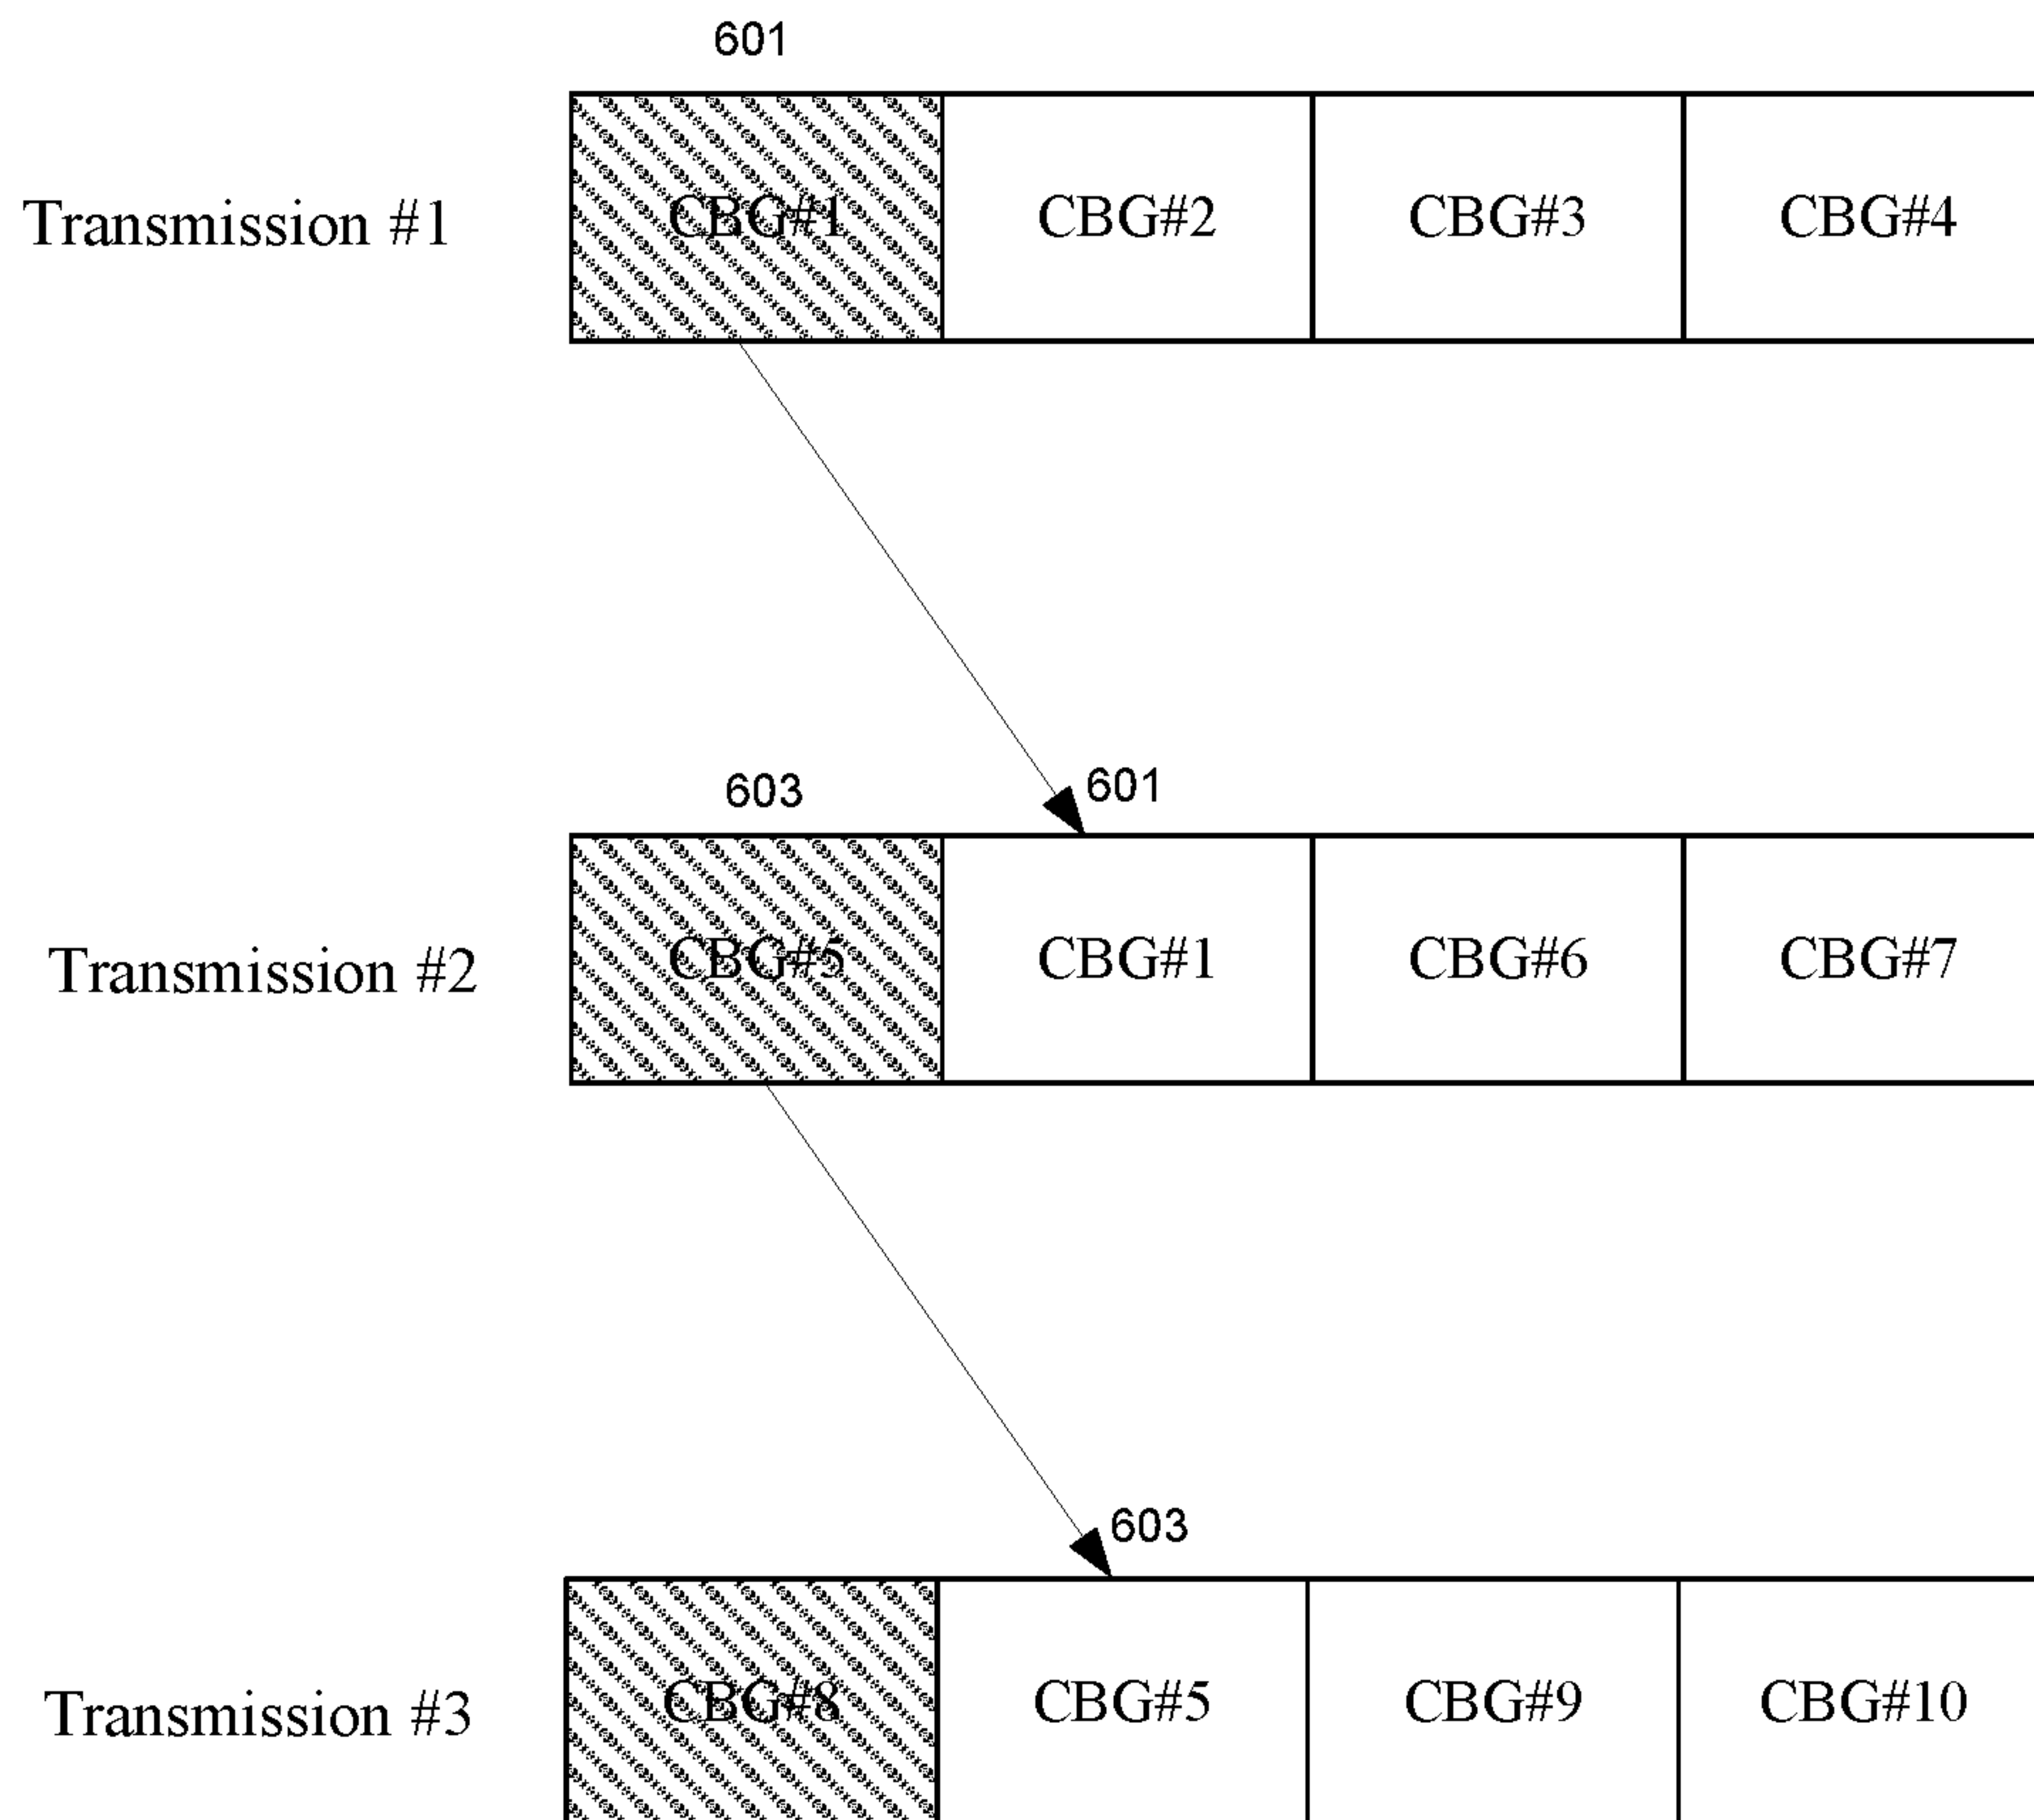 601
Transmission #1 CBG#1 CBG#2 CBG#3 CBG#4
603 601
Transmission #2 CBG#5 CBG#1 CBG#6 CBG#7
603
Transmission #3 CBG#8 CBG#5 CBG#9 CBG#10